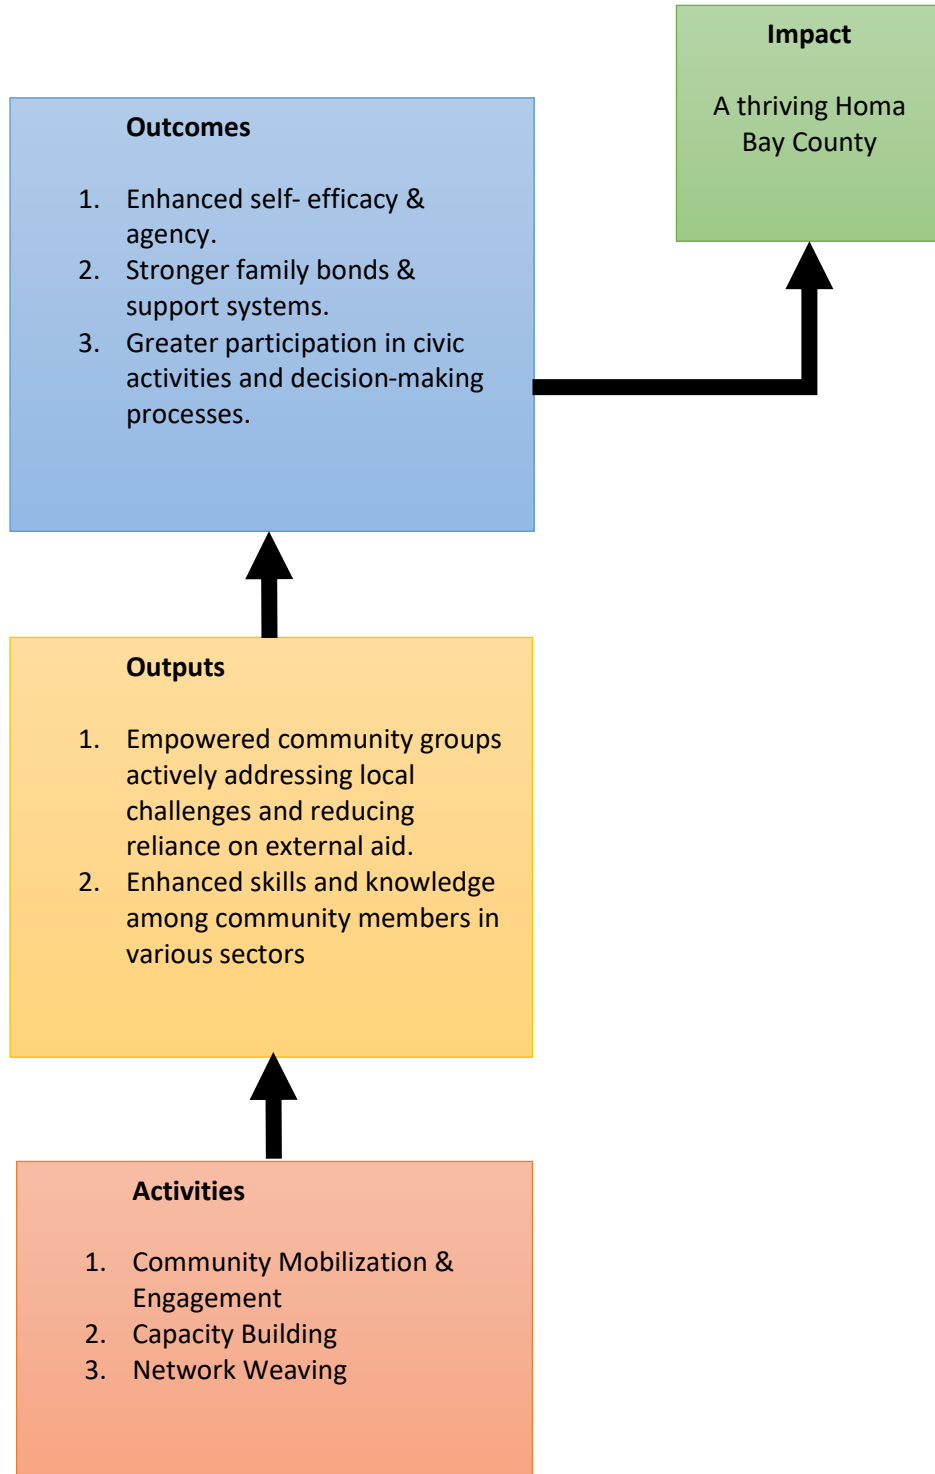 Impact
A thriving Homa
Bay County
Outcomes
1. Enhanced self- efficacy &
agency.
2. Stronger family bonds &
support systems.
3. Greater participation in civic
activities and decision-making
processes.
Outputs
1. Empowered community groups
actively addressing local
challenges and reducing
reliance on external aid.
2. Enhanced skills and knowledge
among community members in
various sectors
Activities
1. Community Mobilization &
Engagement
2. Capacity Building
3. Network Weaving